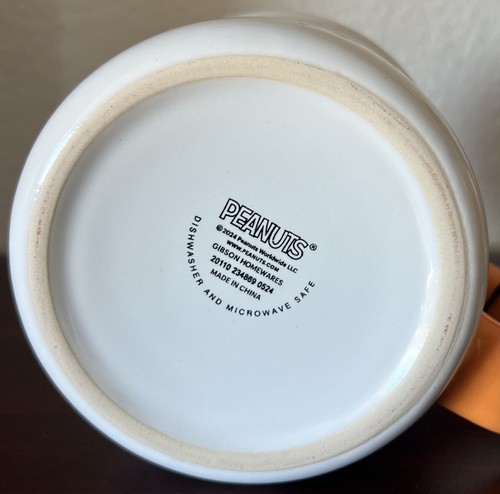 PEANUTS®
©2024 Peanuts Worldwide LLC
WWW.PEANUTS.COM
GIBSON HOMEWARES
20110 234869 0524
MADE IN CHINA
DISHWASHER AND MICROWAVE SAFE